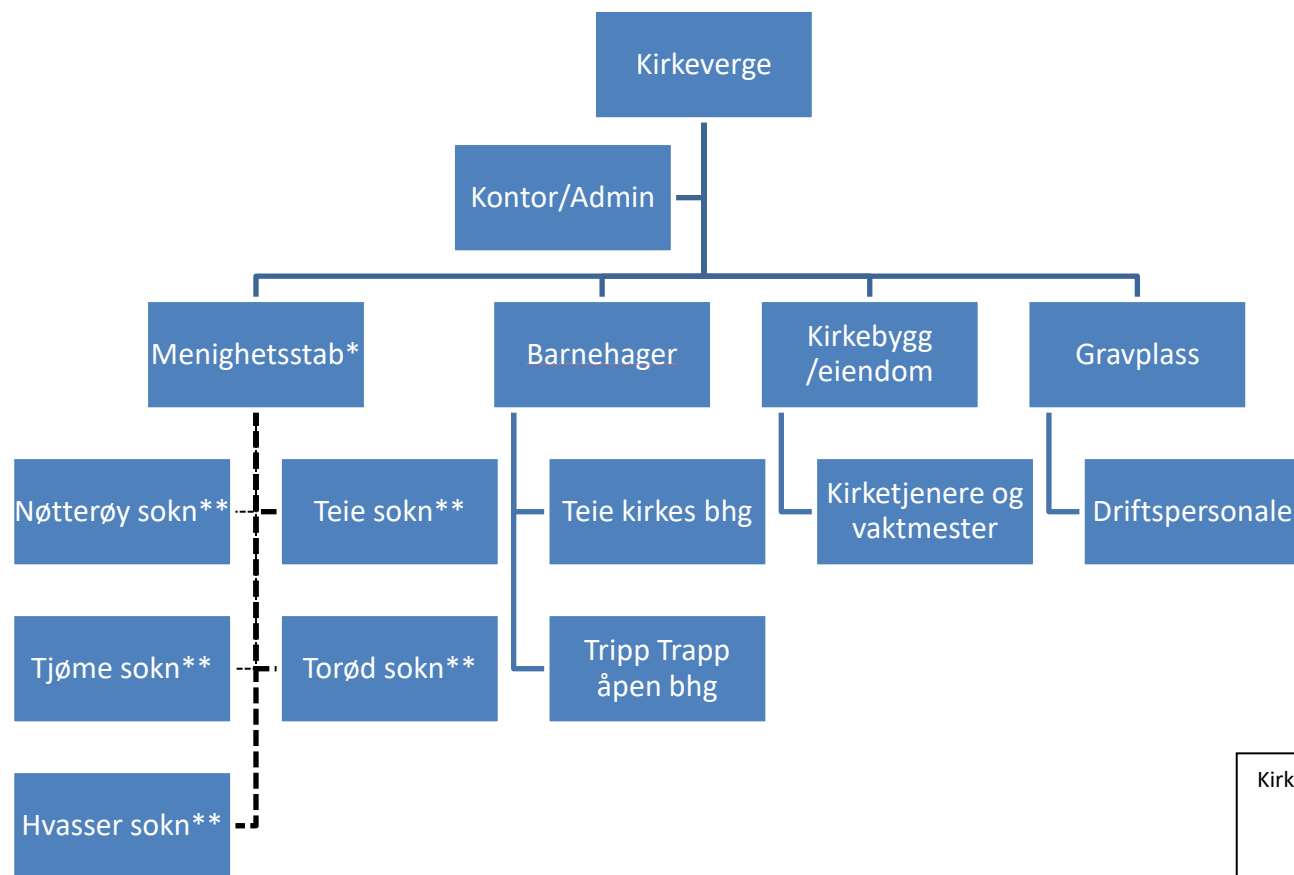 Kirkeverge
Kontor/Admin
Menighetsstab*
Barnehager
Kirkebygg
/eiendom
Gravplass
Nøtterøy sokn**
Teie sokn**
Teie kirkes bhg
Kirketjenere og
vaktmester
Driftspersonale
Tjøme sokn**
Torød sokn**
Tripp Trapp
åpen bhg
Hvasser sokn**
Kirk